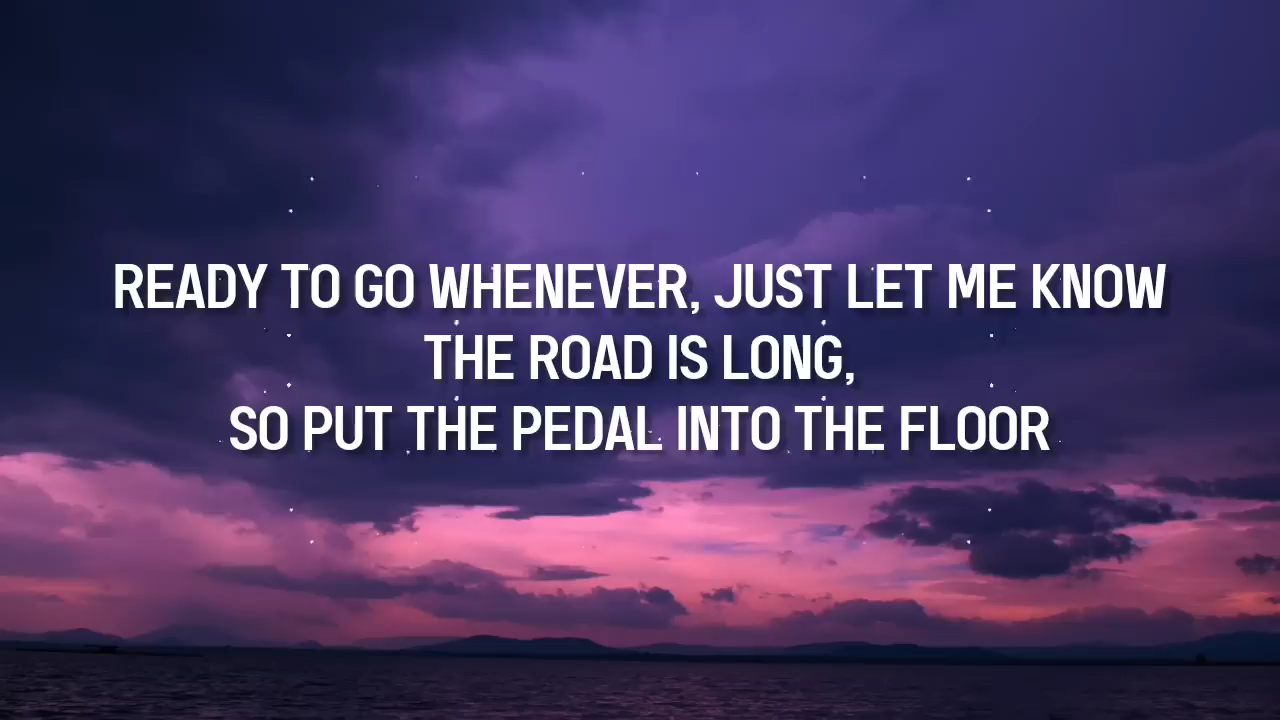 READY TO GO WHENEVER, JUST LET ME KNOW
THE ROAD IS LONG,
SO PUT THE PEDAL INTO THE FLOOR